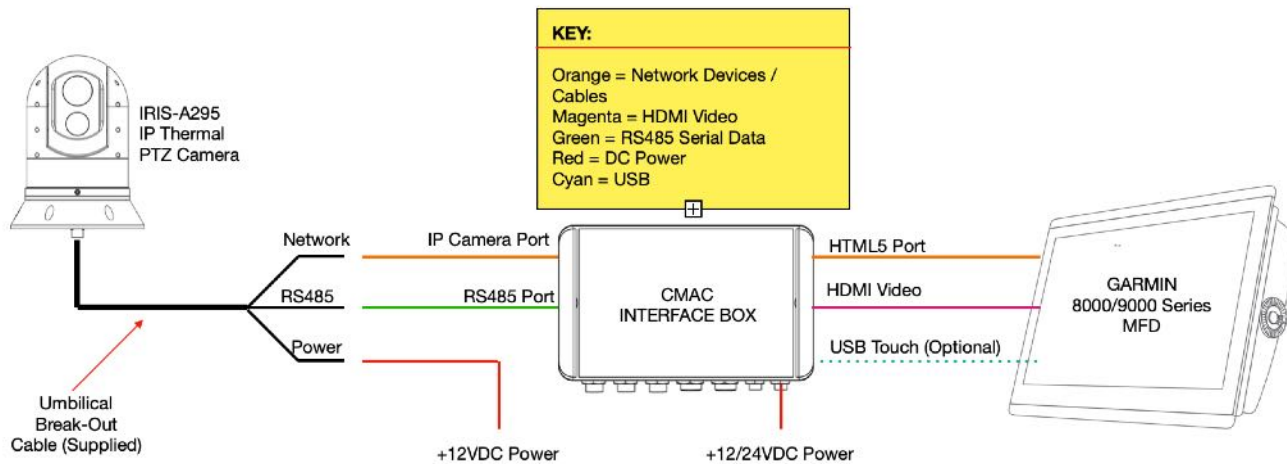 KEY:
Orange = Network Devices /
Cables
Magenta = HDMI Video
Green = RS485 Serial Data
Red = DC Power
Cyan = USB
IRIS-A295
IP Thermal
PTZ Camera
Network
IP Camera Port
HTML5 Port
RS485
RS485 Port
CMAC
INTERFACE BOX
HDMI Video
GARMIN
8000/9000 Series
MFD
Power
USB Touch (Optional)
Umbilical
Break-Out
Cable (Supplied)
+12VDC Power
+12/24VDC Power